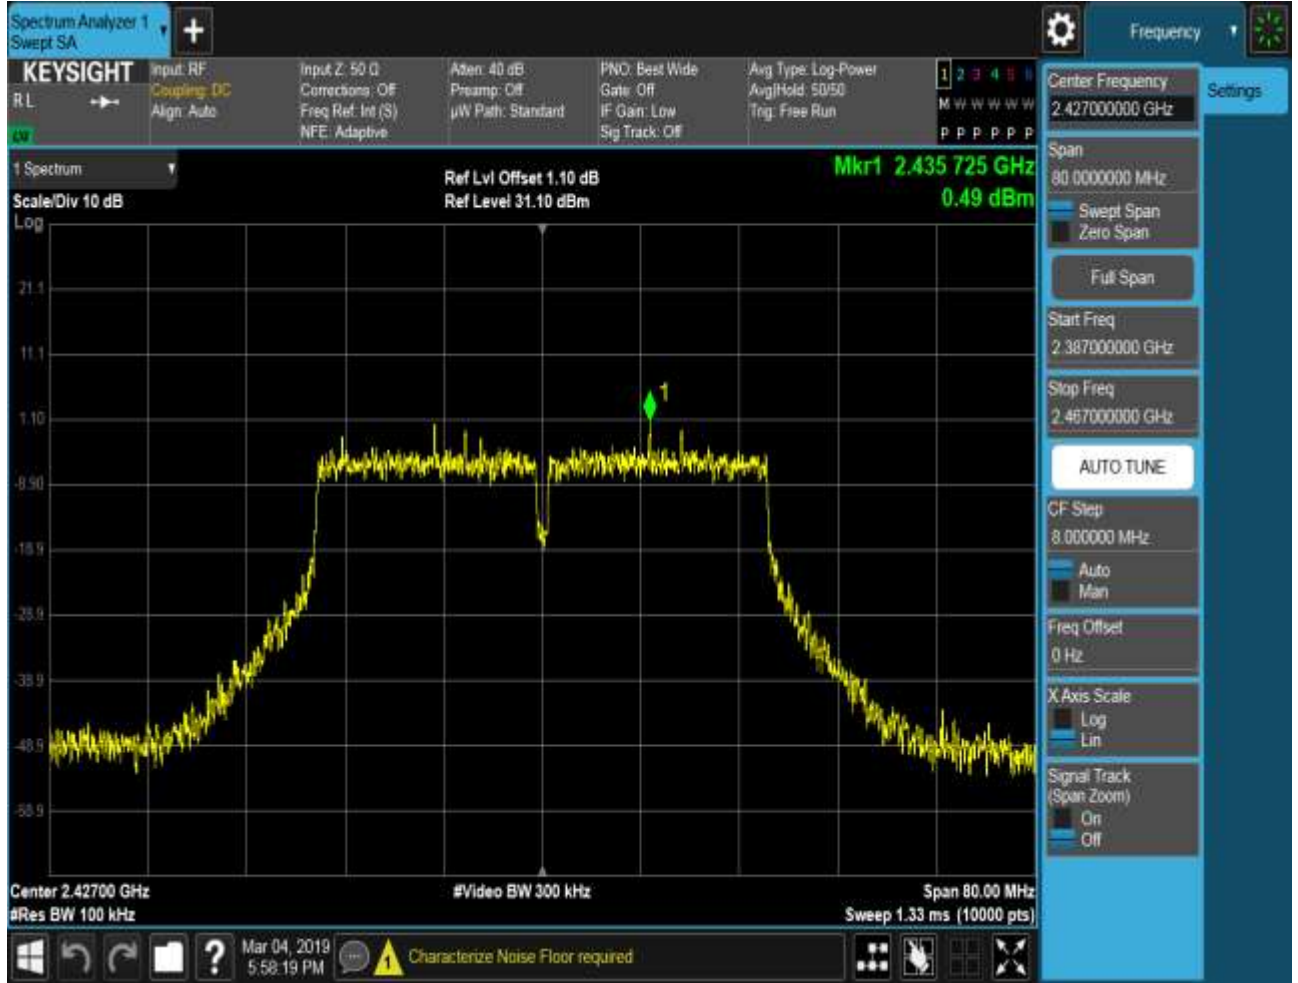 Spectrum Analyzer 1
Swept SA
+
Frequency
KEYSIGHT
RL
Input: RF
Coupling: DC
Align: Auto
Input Z: 50 Ω
Corrections: Off
Freq Ref: Int (S)
NFE: Adaptive
Atten: 40 dB
Preamp: Off
µW Path: Standard
PNO: Best Wide
Gate: Off
IF Gain: Low
Sig Track: Off
Avg Type: Log-Power
Avg|Hold: 50/50
Trig: Free Run
1 2 3 4 5 6
M W W W W W
P P P P P P
1 Spectrum
Scale/Div 10 dB
Log
Ref Lvl Offset 1.10 dB
Ref Level 31.10 dBm
Mkr1 2.435 725 GHz
0.49 dBm
21.1
11.1
1.10
-8.90
-18.9
-28.9
-38.9
-48.9
-58.9
1
Center 2.42700 GHz
#Res BW 100 kHz
#Video BW 300 kHz
Span 80.00 MHz
Sweep 1.33 ms (10000 pts)
Center Frequency
2.427000000 GHz
Settings
Span
80.0000000 MHz
Swept Span
Zero Span
Full Span
Start Freq
2.387000000 GHz
Stop Freq
2.467000000 GHz
AUTO TUNE
CF Step
8.000000 MHz
Auto
Man
Freq Offset
0 Hz
X Axis Scale
Log
Lin
Signal Track
(Span Zoom)
On
Off
?
Mar 04, 2019
5:58:19 PM
1
Characterize Noise Floor required